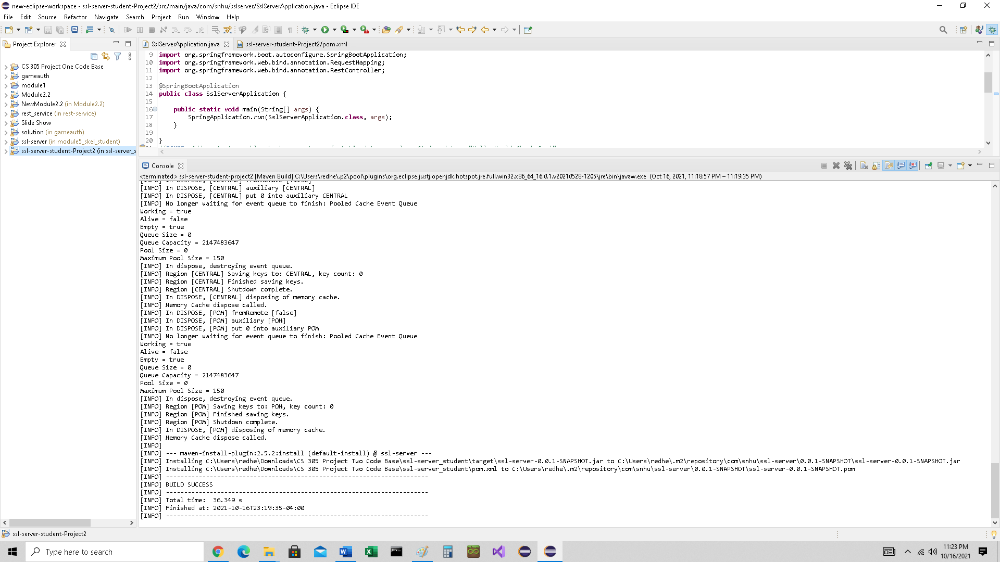 new-eclipse-workspace - ssl-server-student-Project2/src/main/java/com/snhu/sslserver/SslServerApplication.java - Eclipse IDE
File Edit Source Refactor Navigate Search Project Run Window Help
Project Explorer
CS 305 Project One Code Base
gameauth
module1
Module2.2
NewModule2.2 (in Module2.2)
rest_service (in rest-service)
Slide Show
solution (in gameauth)
ssl-server (in module5_skel_student)
ssl-server-student-Project2 (in ssl-server_s
SslServerApplication.java ssl-server-student-Project2/pom.xml
9 import org.springframework.boot.autoconfigure.SpringBootApplication;
10 import org.springframework.web.bind.annotation.RequestMapping;
11 import org.springframework.web.bind.annotation.RestController;
12
13 @SpringBootApplication
14 public class SslServerApplication {
15
16 public static void main(String[] args) {
17 SpringApplication.run(SslServerApplication.class, args);
18 }
19
20 }
Console
<terminated> ssl-server-student-project2 [Maven Build] C:\Users\redhe\.p2\pool\plugins\org.eclipse.justj.openjdk.hotspot.jre.full.win32.x86_64_16.0.1.v20210528-1205\jre\bin\javaw.exe (Oct 16, 2021, 11:18:57 PM – 11:19:35 PM)
[INFO] In DISPOSE, [CENTRAL] fromRemote [false]
[INFO] In DISPOSE, [CENTRAL] auxiliary [CENTRAL]
[INFO] In DISPOSE, [CENTRAL] put 0 into auxiliary CENTRAL
[INFO] No longer waiting for event queue to finish: Pooled Cache Event Queue
Working = true
Alive = false
Empty = true
Queue Size = 0
Queue Capacity = 2147483647
Pool Size = 0
Maximum Pool Size = 150
[INFO] In dispose, destroying event queue.
[INFO] Region [CENTRAL] Saving keys to: CENTRAL, key count: 0
[INFO] Region [CENTRAL] Finished saving keys.
[INFO] Region [CENTRAL] Shutdown complete.
[INFO] In DISPOSE, [CENTRAL] disposing of memory cache.
[INFO] Memory Cache dispose called.
[INFO] In DISPOSE, [POM] fromRemote [false]
[INFO] In DISPOSE, [POM] auxiliary [POM]
[INFO] In DISPOSE, [POM] put 0 into auxiliary POM
[INFO] No longer waiting for event queue to finish: Pooled Cache Event Queue
Working = true
Alive = false
Empty = true
Queue Size = 0
Queue Capacity = 2147483647
Pool Size = 0
Maximum Pool Size = 150
[INFO] In dispose, destroying event queue.
[INFO] Region [POM] Saving keys to: POM, key count: 0
[INFO] Region [POM] Finished saving keys.
[INFO] Region [POM] Shutdown complete.
[INFO] In DISPOSE, [POM] disposing of memory cache.
[INFO] Memory Cache dispose called.
[INFO]
[INFO] --- maven-install-plugin:2.5.2:install (default-install) @ ssl-server ---
[INFO] Installing C:\Users\redhe\Downloads\CS 305 Project Two Code Base\ssl-server_student\target\ssl-server-0.0.1-SNAPSHOT.jar to C:\Users\redhe\.m2\repository\com\snhu\ssl-server\0.0.1-SNAPSHOT\ssl-server-0.0.1-SNAPSHOT.jar
[INFO] Installing C:\Users\redhe\Downloads\CS 305 Project Two Code Base\ssl-server_student\pom.xml to C:\Users\redhe\.m2\repository\com\snhu\ssl-server\0.0.1-SNAPSHOT\ssl-server-0.0.1-SNAPSHOT.pom
[INFO] ------------------------------------------------------------------------
[INFO] BUILD SUCCESS
[INFO] ------------------------------------------------------------------------
[INFO] Total time:  36.349 s
[INFO] Finished at: 2021-10-16T23:19:35-04:00
[INFO] ------------------------------------------------------------------------
ssl-server-student-Project2
Type here to search
11:23 PM
10/16/2021